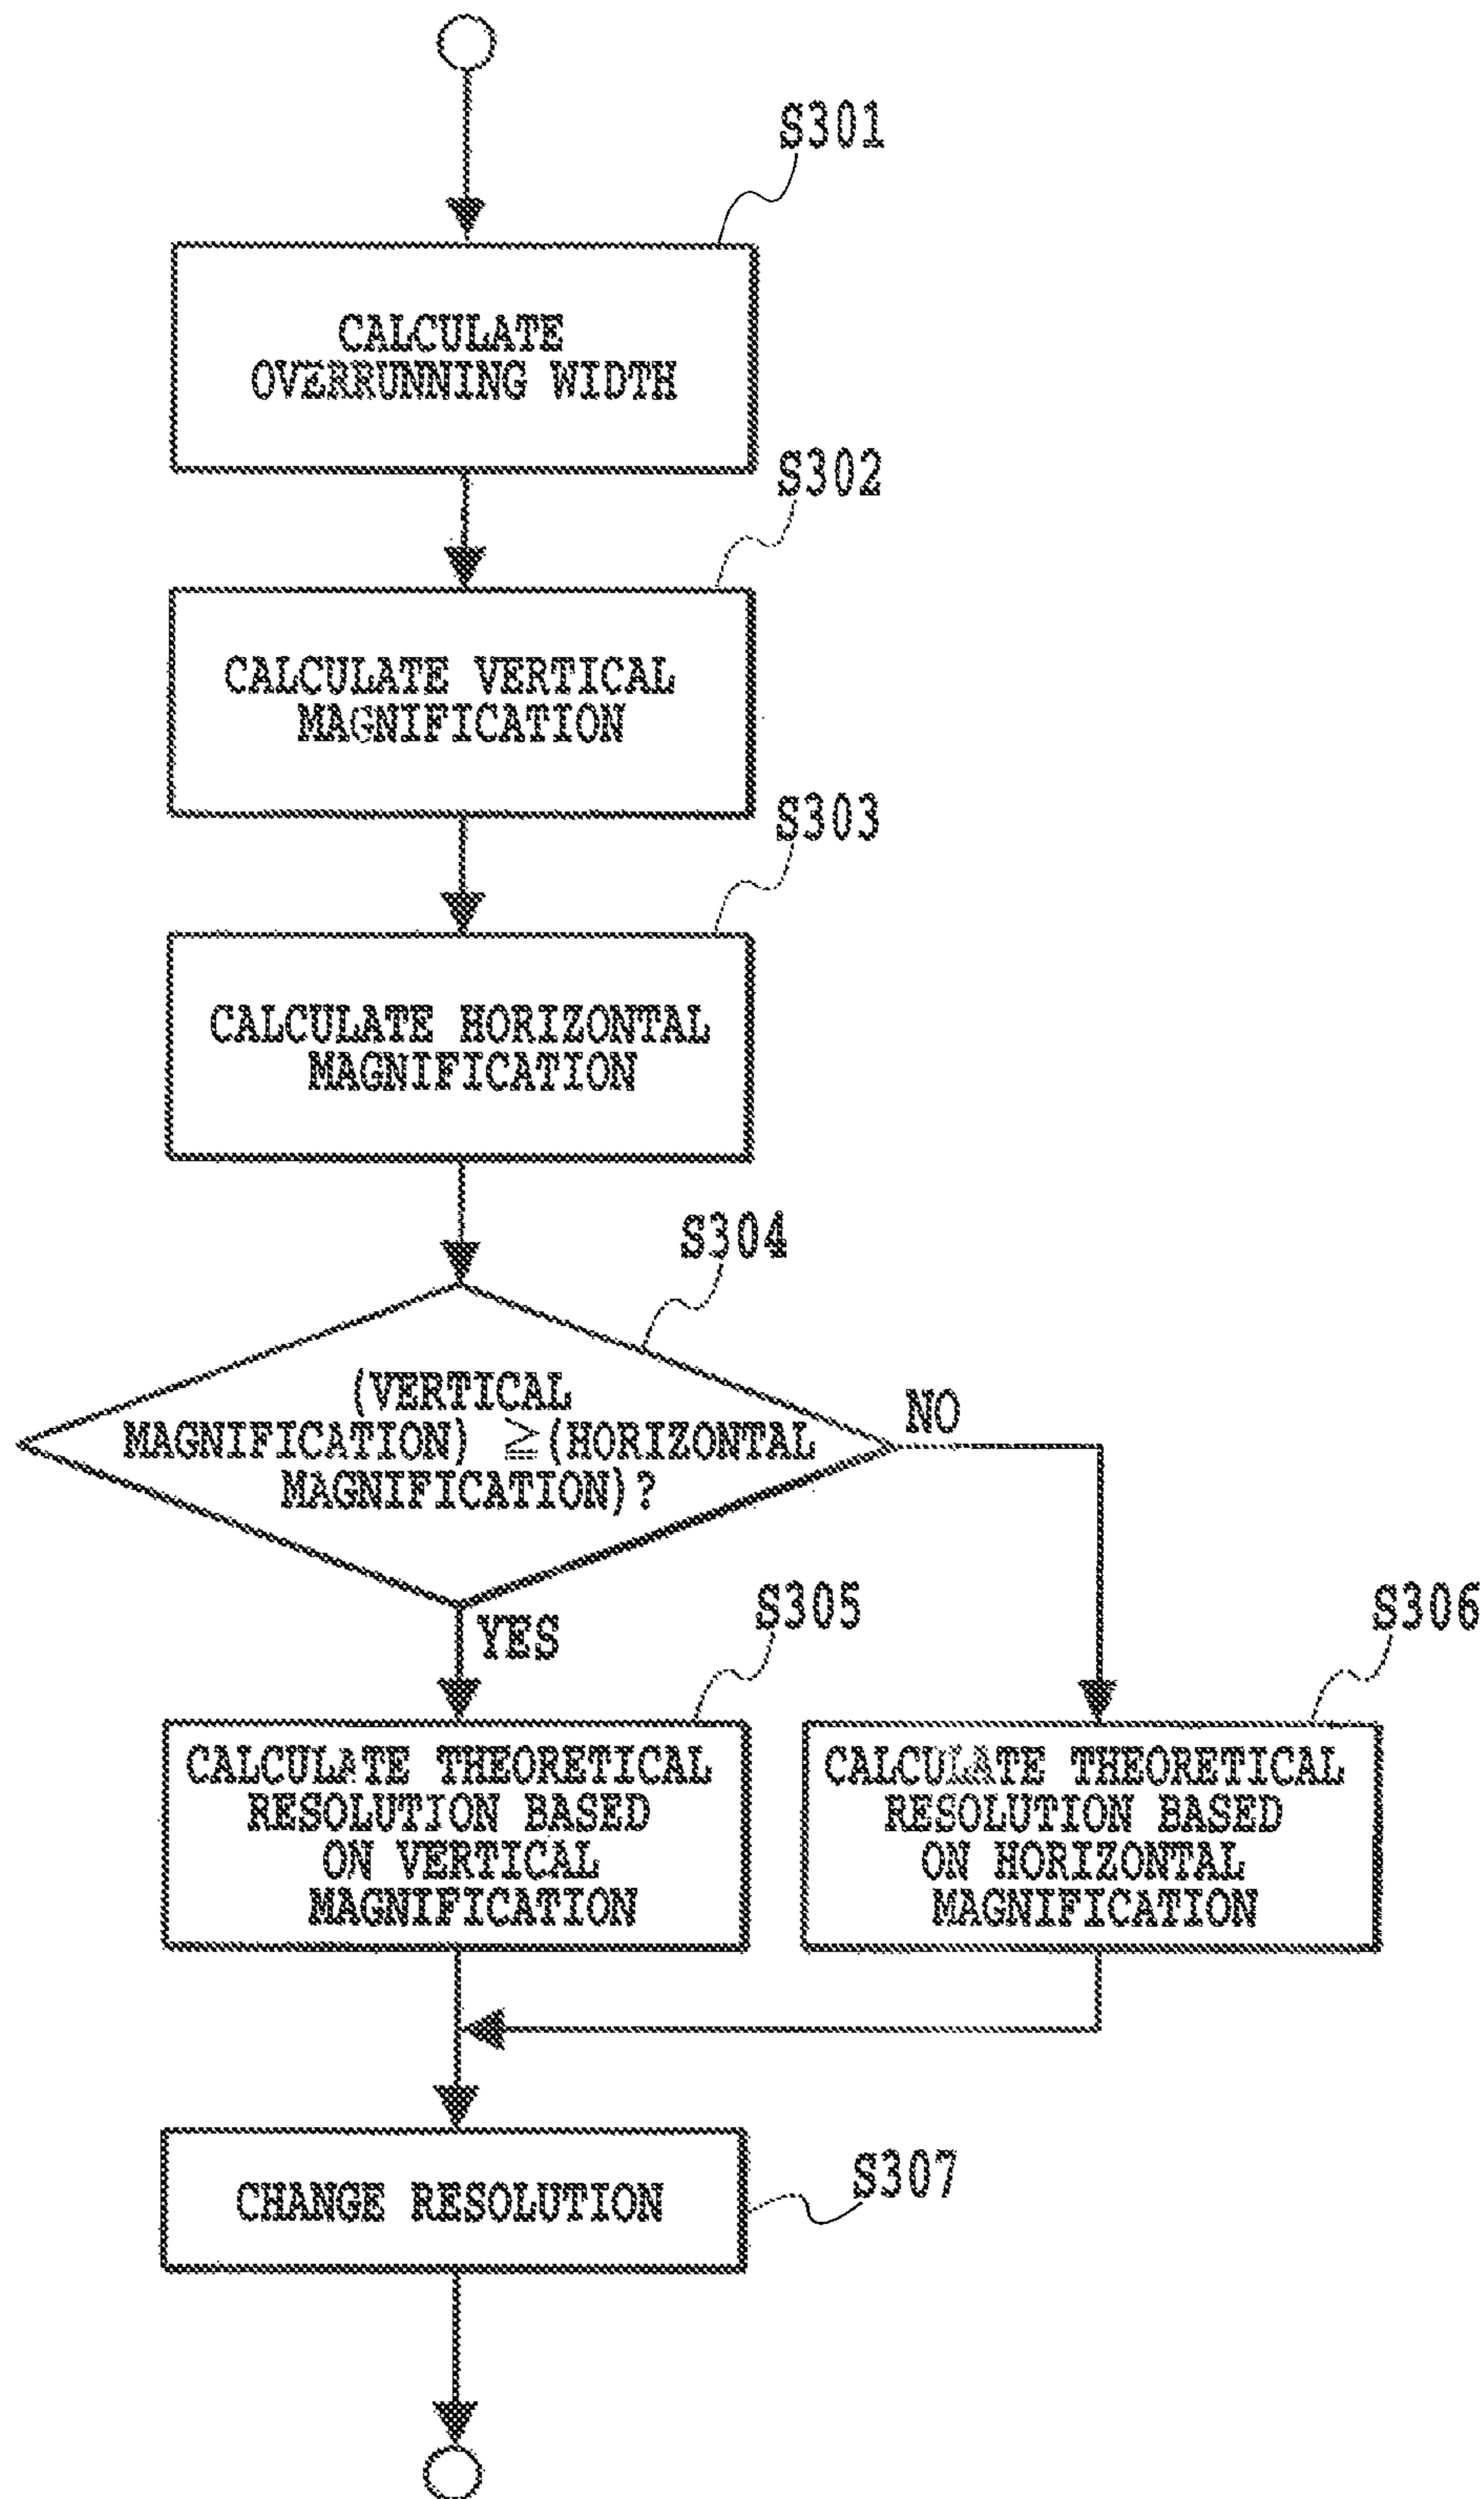 S301
CALCULATE
OVERRUNNING WIDTH
S302
CALCULATE VERTICAL
MAGNIFICATION
S303
CALCULATE HORIZONTAL
MAGNIFICATION
S304
(VERTICAL
MAGNIFICATION) ≧(HORIZONTAL
MAGNIFICATION)?
NO
YES
S305
CALCULATE THEORETICAL
RESOLUTION BASED
ON VERTICAL
MAGNIFICATION
S306
CALCULATE THEORETICAL
RESOLUTION BASED
ON HORIZONTAL
MAGNIFICATION
CHANGE RESOLUTION
S307